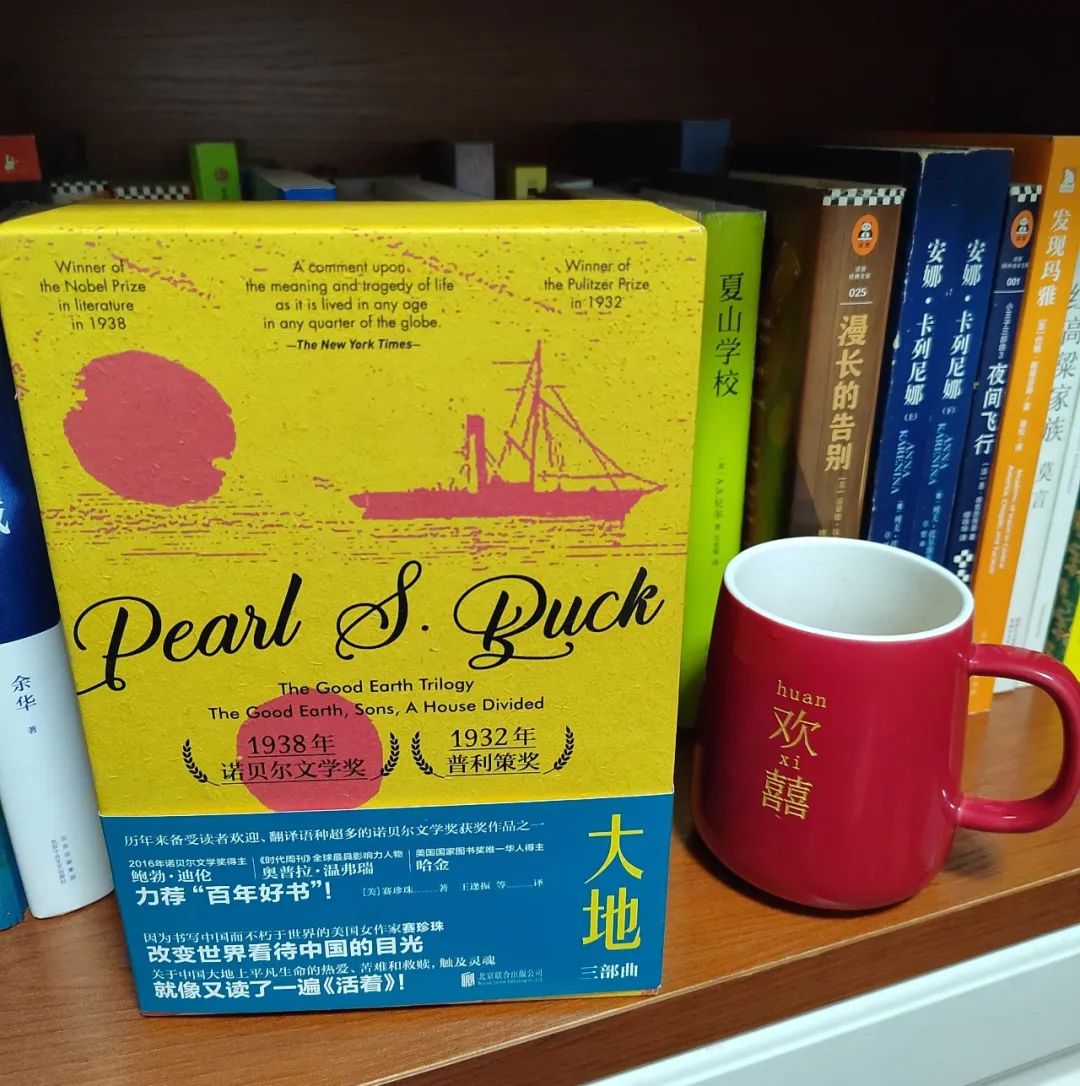 Winner of
the Nobel Prize
in literature
in 1938
A comment upon
the meaning and tragedy of life
as it is lived in any age
in any quarter of the globe.
—The New York Times—
Winner of
the Pulitzer Prize
in 1932
Pearl S. Buck
The Good Earth Trilogy
The Good Earth, Sons, A House Divided
1938年
诺贝尔文学奖
1932年
普利策奖
历年来备受读者欢迎、翻译语种超多的诺贝尔文学奖获奖作品之一
2016年诺贝尔文学奖得主
鲍勃·迪伦
《时代周刊》全球最具影响力人物
奥普拉·温弗瑞
美国国家图书奖唯一华人得主
哈金
力荐“百年好书”!
[美]赛珍珠………著 王逢振 等………译
因为书写中国而不朽于世界的美国女作家赛珍珠
改变世界看待中国的目光
关于中国大地上平凡生命的热爱、苦难和救赎，触及灵魂
就像又读了一遍《活着》!
北京联合出版公司
大地
三部曲
余华
著
夏山学校
025
漫长的告别
安娜·卡列尼娜
(上)
ANNA
KARENINA
安娜·卡列尼娜
(下)
ANNA
KARENINA
001
夜间飞行
发现玛雅
红高粱家族
莫言
huan
欢
xi
囍